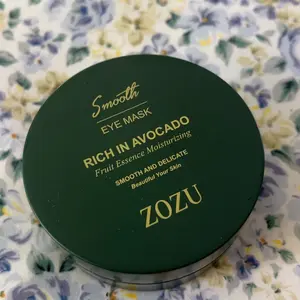 Smooth
EYE MASK
RICH IN AVOCADO
Fruit Essence Moisturizing
SMOOTH AND DELICATE
Beautiful Your Skin
ZOZU